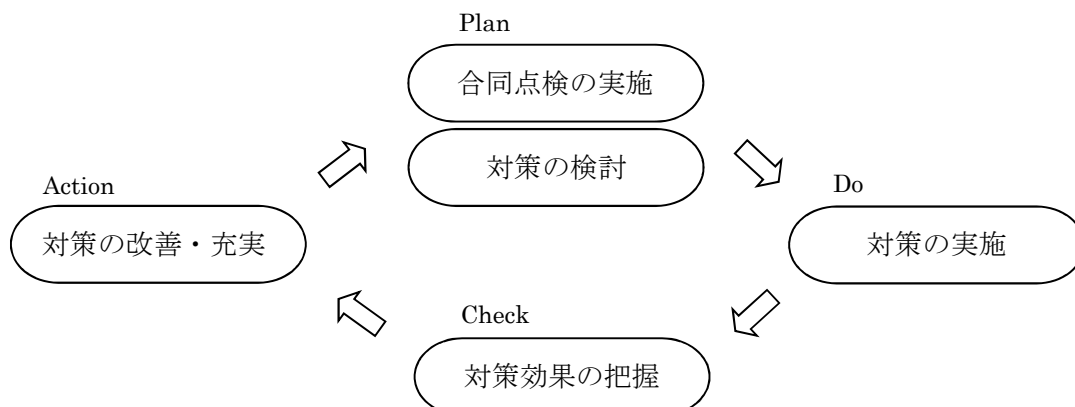 Plan
合同点検の実施
対策の検討
Action
対策の改善・充実
Do
対策の実施
Check
対策効果の把握